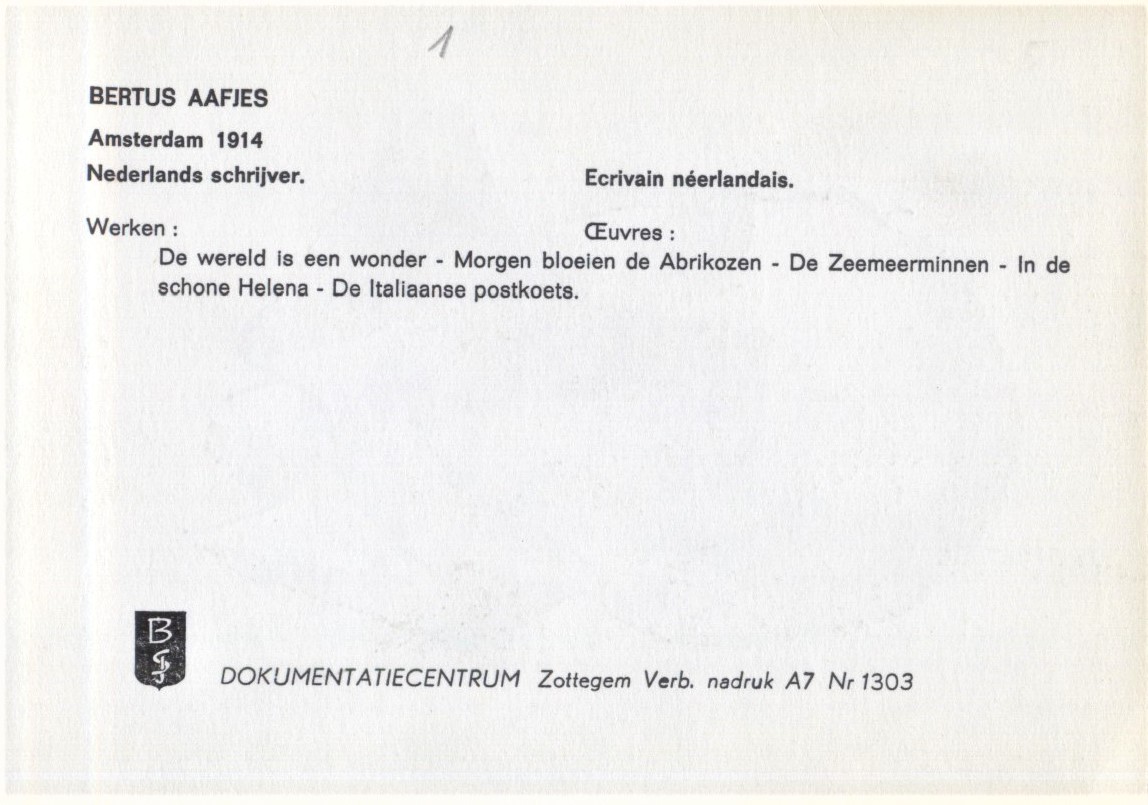 1
BERTUS AAFJES
Amsterdam 1914
Nederlands schrijver. Ecrivain néerlandais.
Werken : Œuvres :
De wereld is een wonder - Morgen bloeien de Abrikozen - De Zeemeerminnen - In de
schone Helena - De Italiaanse postkoets.
B
DOKUMENTATIECENTRUM Zottegem Verb. nadruk A7 Nr 1303